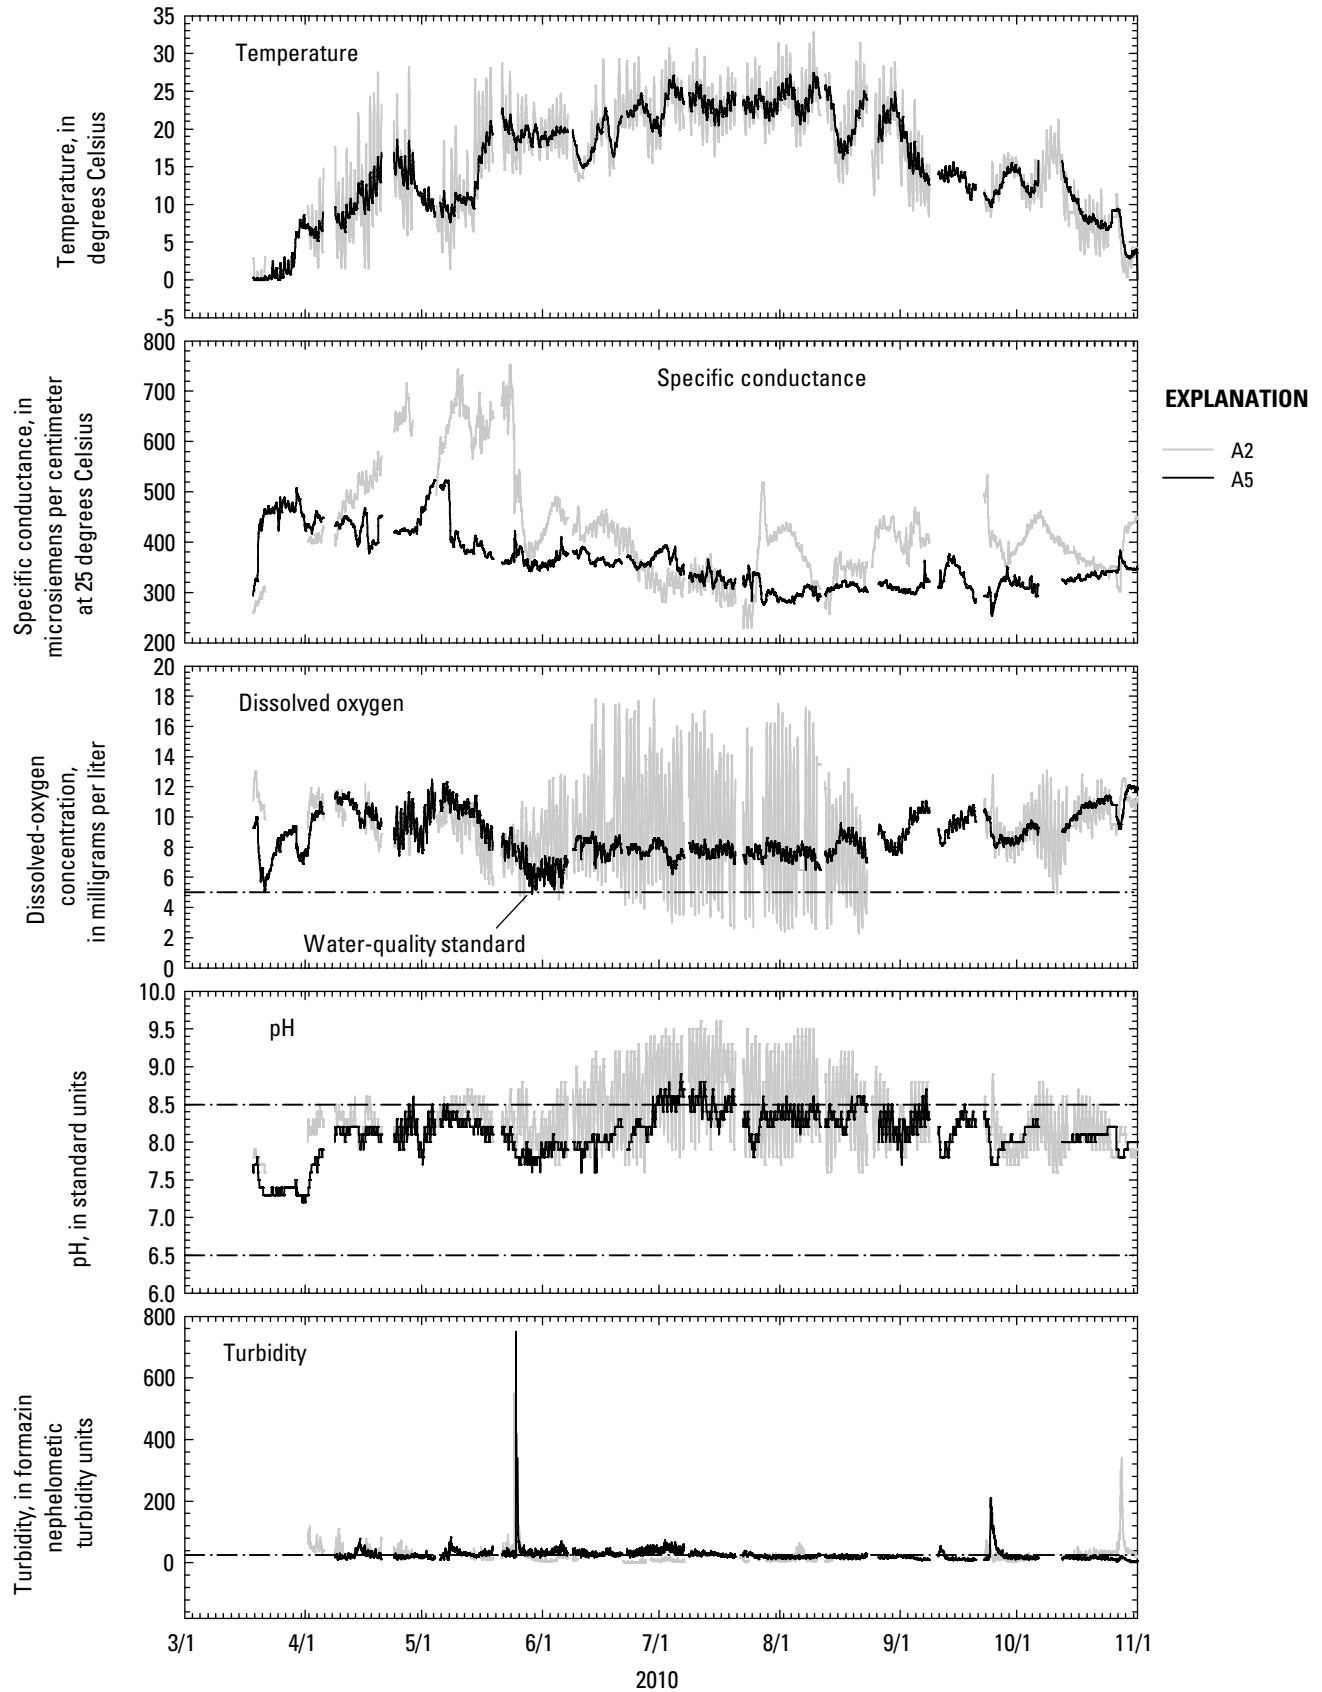 35
30
25
20
15
10
5
0
-5
Temperature
Temperature, in
degrees Celsius
800
700
600
500
400
300
200
Specific conductance
Specific conductance, in
microsiemens per centimeter
at 25 degrees Celsius
EXPLANATION
A2
A5
20
18
16
14
12
10
8
6
4
2
0
Dissolved oxygen
Dissolved-oxygen
concentration,
in milligrams per liter
Water-quality standard
10.0
9.5
9.0
8.5
8.0
7.5
7.0
6.5
6.0
pH
pH, in standard units
800
600
400
200
0
Turbidity
Turbidity, in formazin
nephelometic
turbidity units
3/1 4/1 5/1 6/1 7/1 8/1 9/1 10/1 11/1
2010